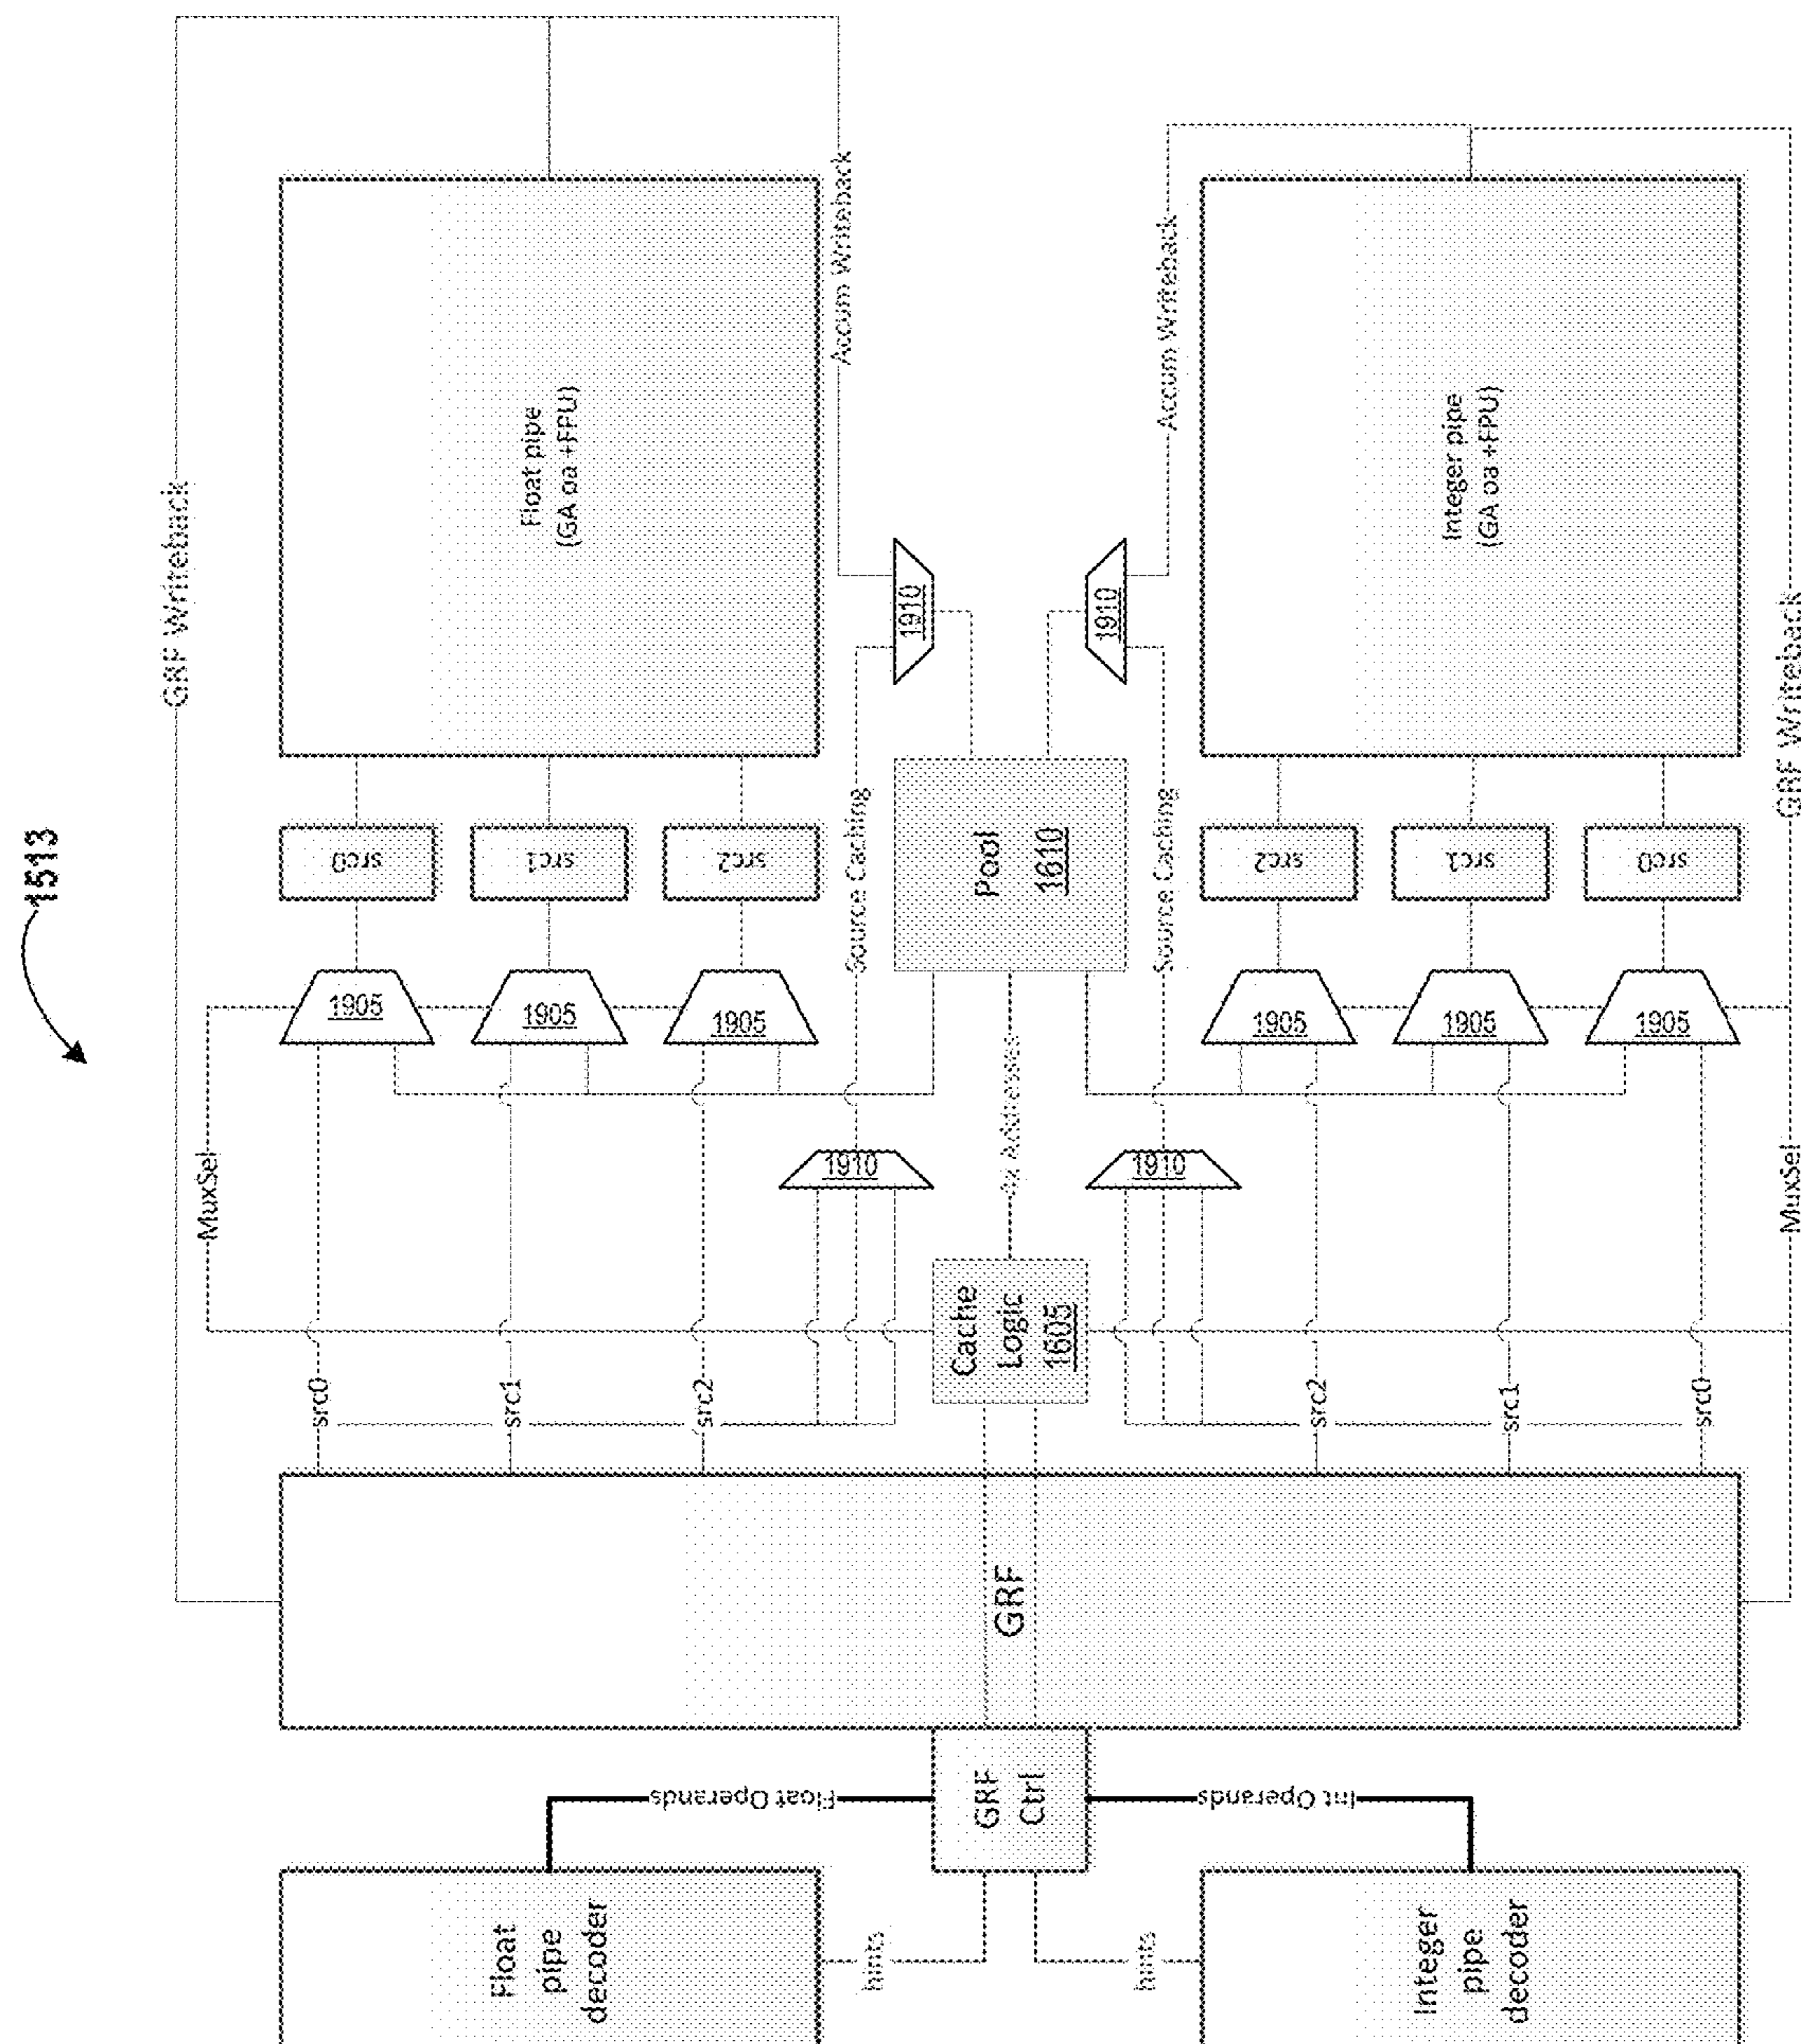 1513
GRF Writeback
Float pipe
(GA oa +FPU)
Accum Writeback
Accum Writeback
Integer pipe
(GA oa +FPU)
GRF Writeback
1910
1910
src0
src1
src2
Source Caching
Pool
1610
Source Caching
src2
src1
src0
1905
1905
1905
1905
1905
1905
MuxSel
1910
Addresses
1910
MuxSel
Cache
Logic
1605
src0
src1
src2
src2
src1
src0
GRF
Float Operands
GRF
Ctrl
Int Operands
Float
pipe
decoder
hints
hints
Integer
pipe
decoder